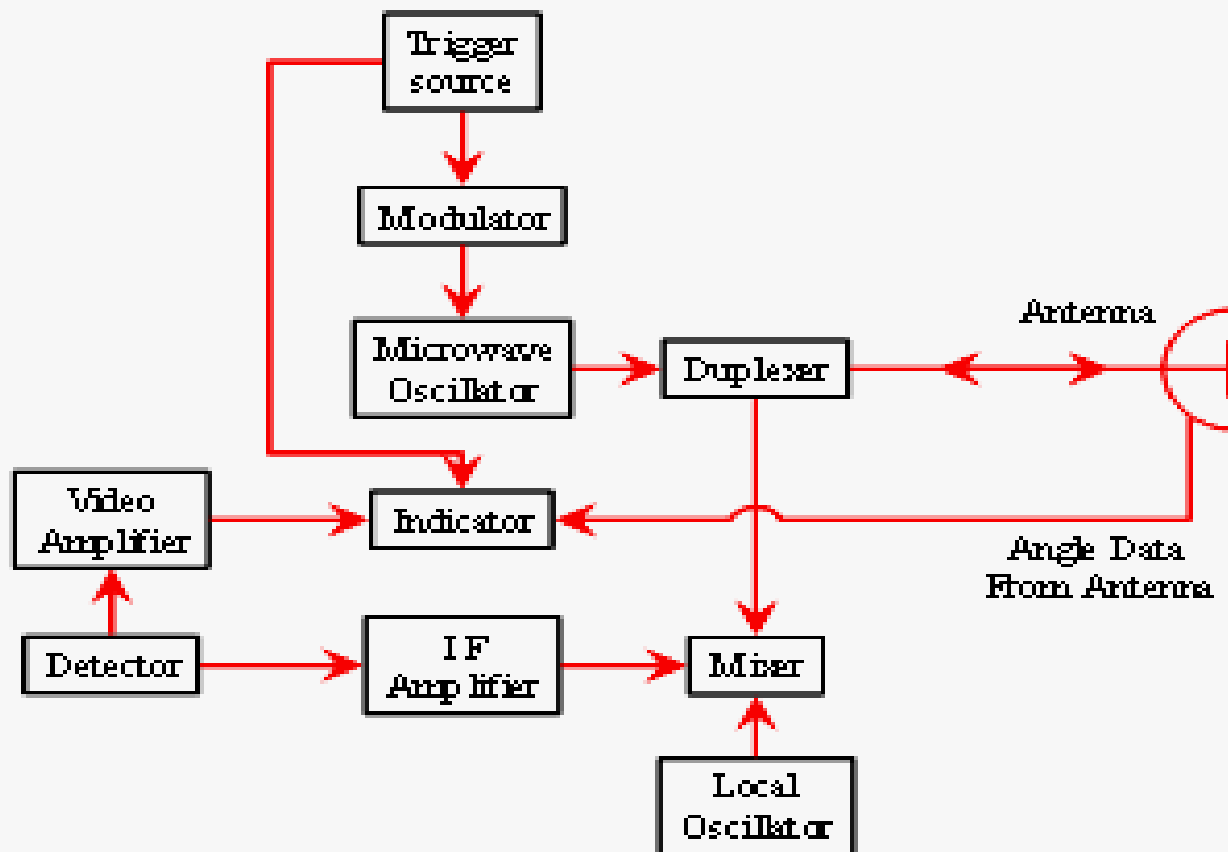 Trigger
source
Modulator
Microwave
Oscillator
Duplexer
Antenna
Video
Amplifier
Indicator
Angle Data
From Antenna
Detector
IF
Amplifier
Mixer
Local
Oscillator